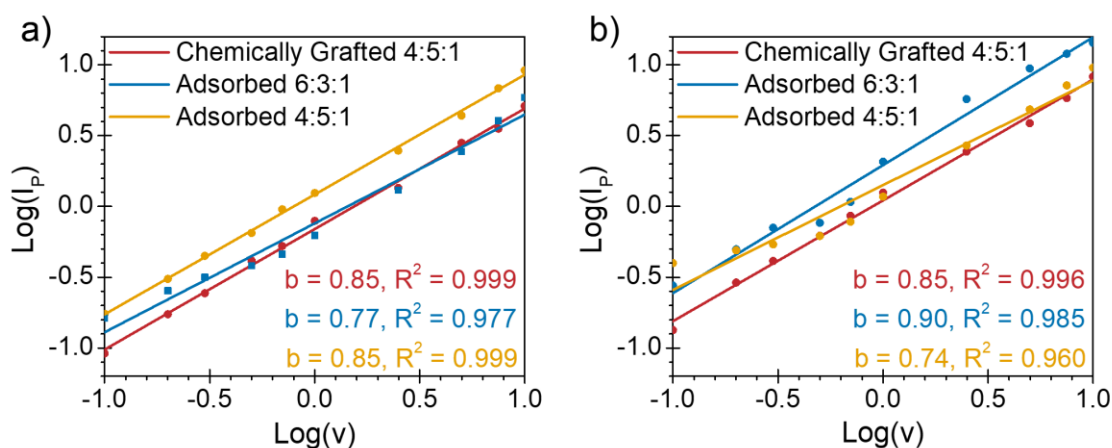 a)
Chemically Grafted 4:5:1
Adsorbed 6:3:1
Adsorbed 4:5:1
1.0
0.5
0.0
-0.5
-1.0
Log(Iₚ)
b = 0.85, R² = 0.999
b = 0.77, R² = 0.977
b = 0.85, R² = 0.999
-1.0 -0.5 0.0 0.5 1.0
Log(v)
b)
Chemically Grafted 4:5:1
Adsorbed 6:3:1
Adsorbed 4:5:1
1.0
0.5
0.0
-0.5
-1.0
Log(Iₚ)
b = 0.85, R² = 0.996
b = 0.90, R² = 0.985
b = 0.74, R² = 0.960
-1.0 -0.5 0.0 0.5 1.0
Log(v)